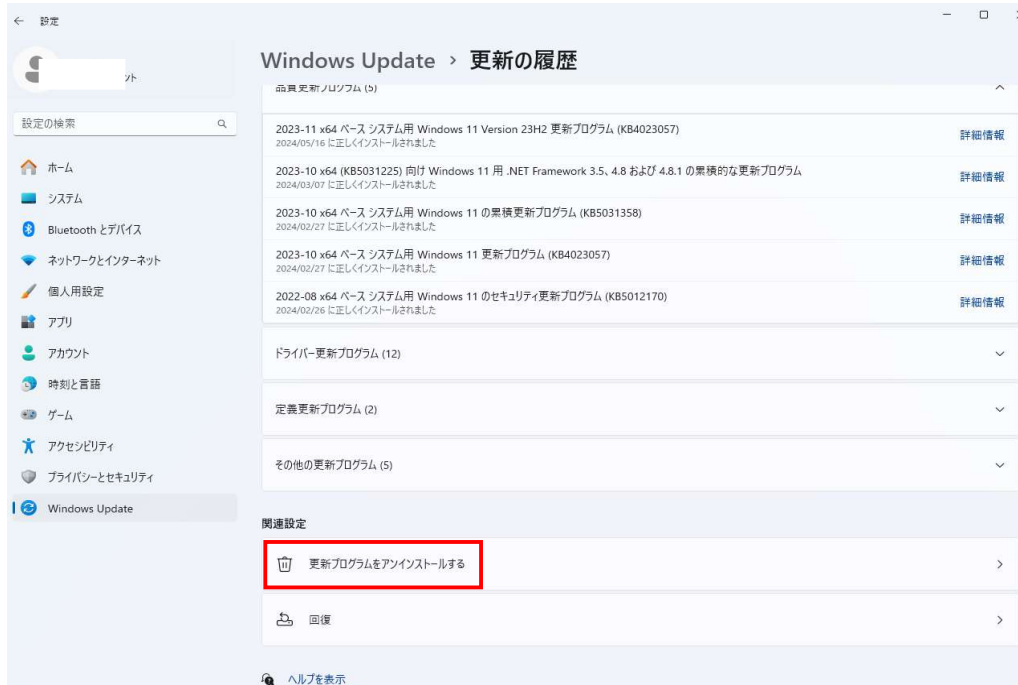 設定
ット
設定の検索
ホーム
システム
Bluetooth とデバイス
ネットワークとインターネット
個人用設定
アプリ
アカウント
時刻と言語
ゲーム
アクセシビリティ
プライバシーとセキュリティ
Windows Update
Windows Update › 更新の履歴
品質更新プログラム (5)
2023-11 x64 ベース システム用 Windows 11 Version 23H2 更新プログラム (KB4023057)
2024/05/16 に正しくインストールされました
詳細情報
2023-10 x64 (KB5031225) 向け Windows 11 用 .NET Framework 3.5、4.8 および 4.8.1 の累積的な更新プログラム
2024/03/07 に正しくインストールされました
詳細情報
2023-10 x64 ベース システム用 Windows 11 の累積更新プログラム (KB5031358)
2024/02/27 に正しくインストールされました
詳細情報
2023-10 x64 ベース システム用 Windows 11 更新プログラム (KB4023057)
2024/02/27 に正しくインストールされました
詳細情報
2022-08 x64 ベース システム用 Windows 11 のセキュリティ更新プログラム (KB5012170)
2024/02/26 に正しくインストールされました
詳細情報
ドライバー更新プログラム (12)
定義更新プログラム (2)
その他の更新プログラム (5)
関連設定
更新プログラムをアンインストールする
回復
ヘルプを表示